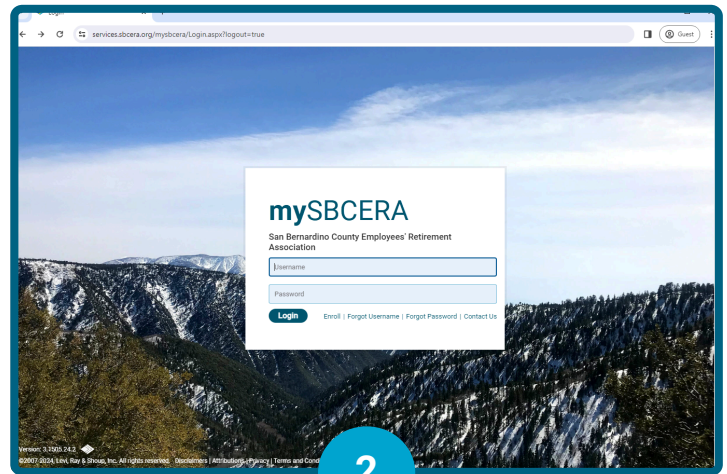 Login
services.sbcera.org/mysbcera/Login.aspx?logout=true
Guest
mySBCERA
San Bernardino County Employees' Retirement
Association
Username
Password
Login
Enroll | Forgot Username | Forgot Password | Contact Us
Version: 3.1505.24.2
©2007-2024, Levi, Ray & Shoup, Inc. All rights reserved. Disclaimers | Attributions | Privacy | Terms and
2